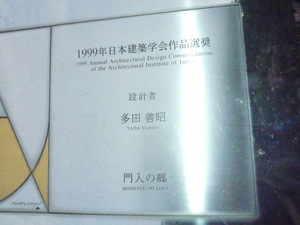 1999年日本建築学会作品選奨
1999 Annual Architectural Design Commendation
of the Architectural Institute of Japan
設計者
多田 善昭
TADA Yoshiaki
門入の郷
MONNYUU NO SATO